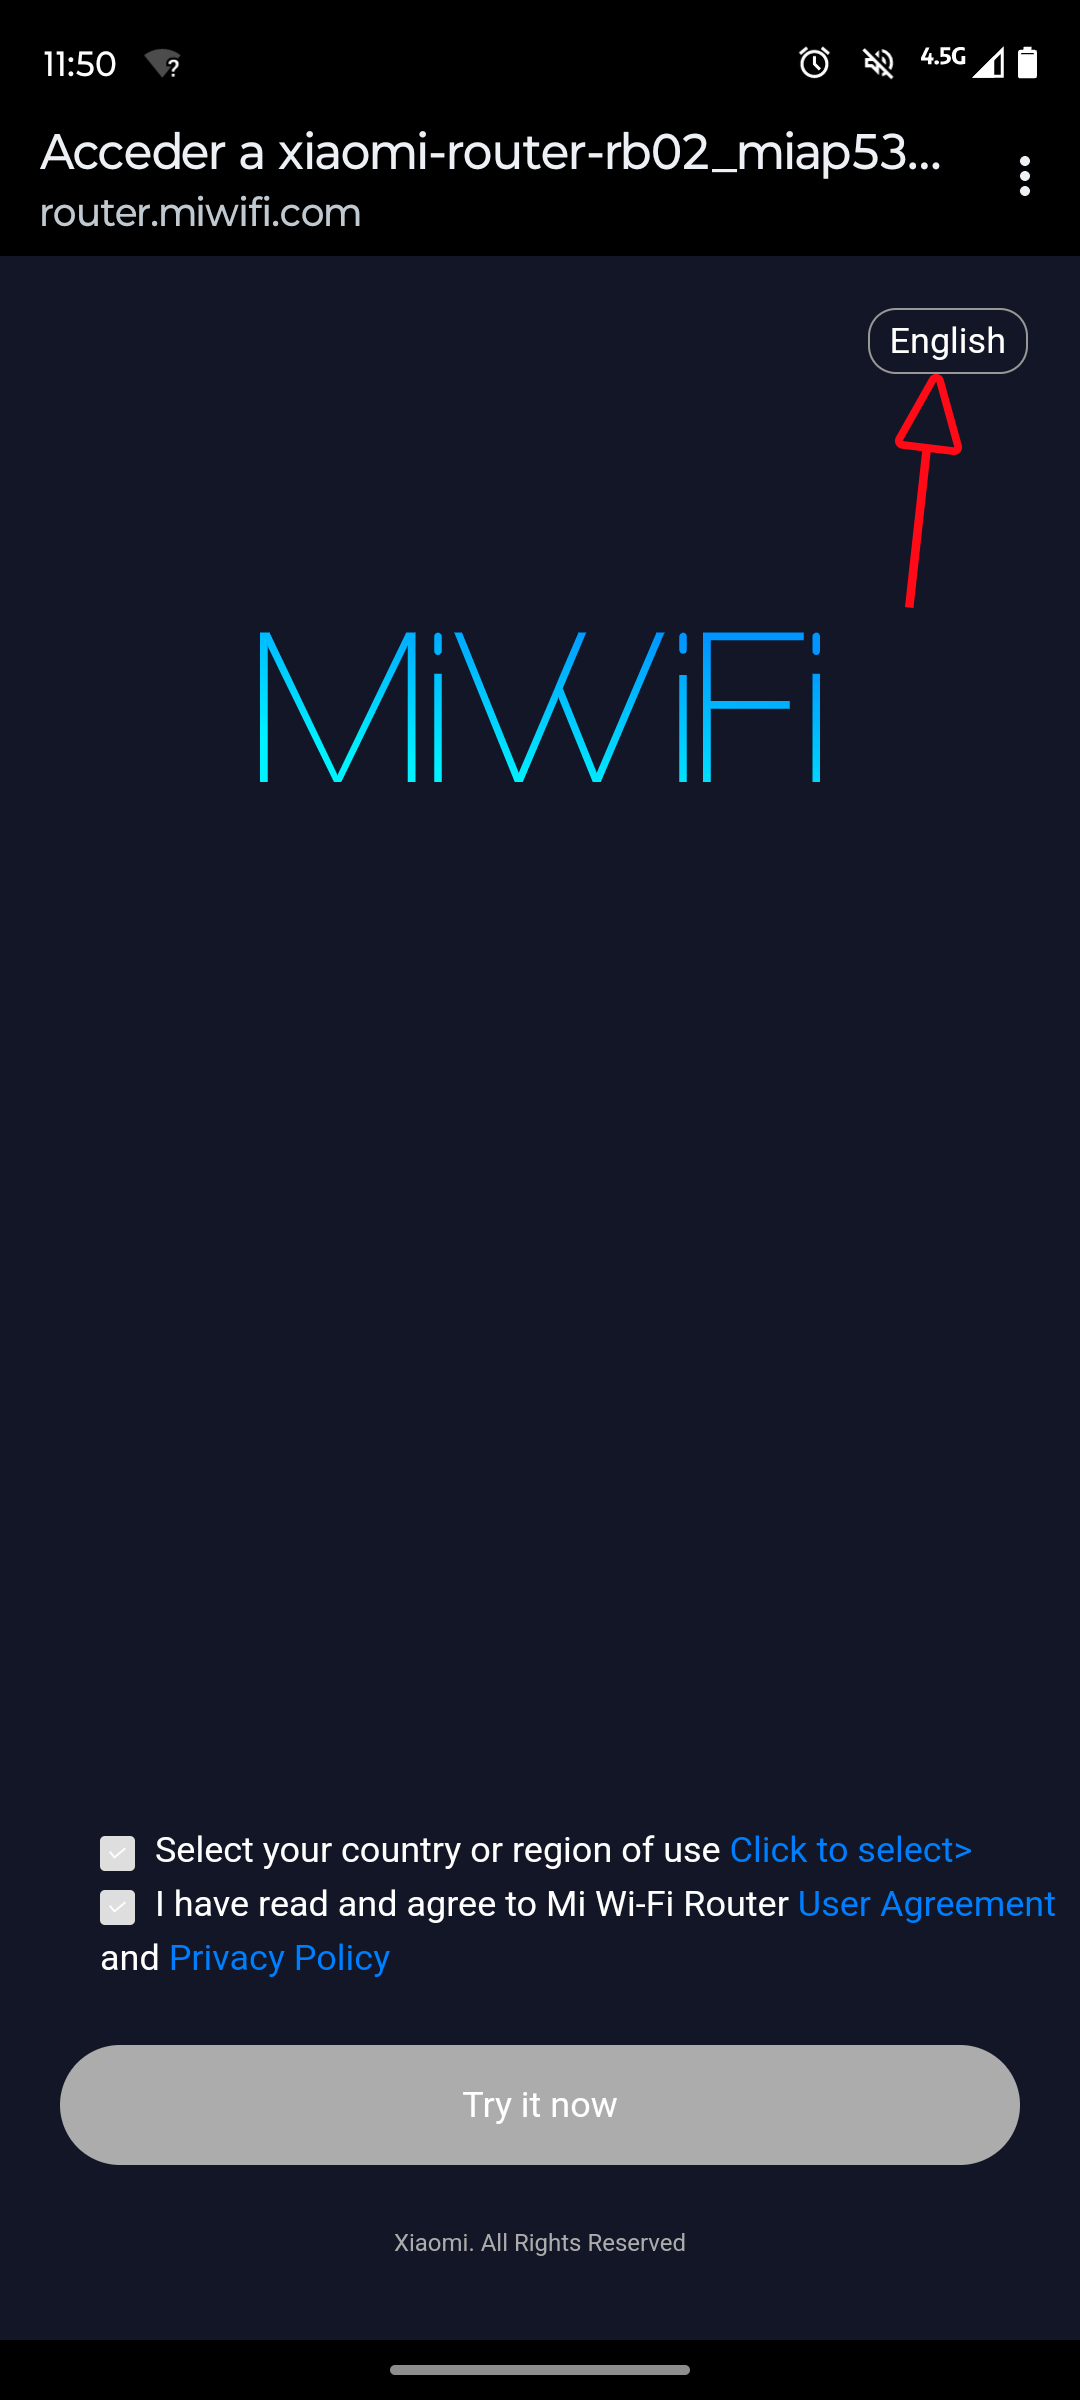 11:50
4.5G
Acceder a xiaomi-router-rb02_miap53...
router.miwifi.com
English
MiWiFi
Select your country or region of use Click to select>
I have read and agree to Mi Wi-Fi Router User Agreement
and Privacy Policy
Try it now
Xiaomi. All Rights Reserved